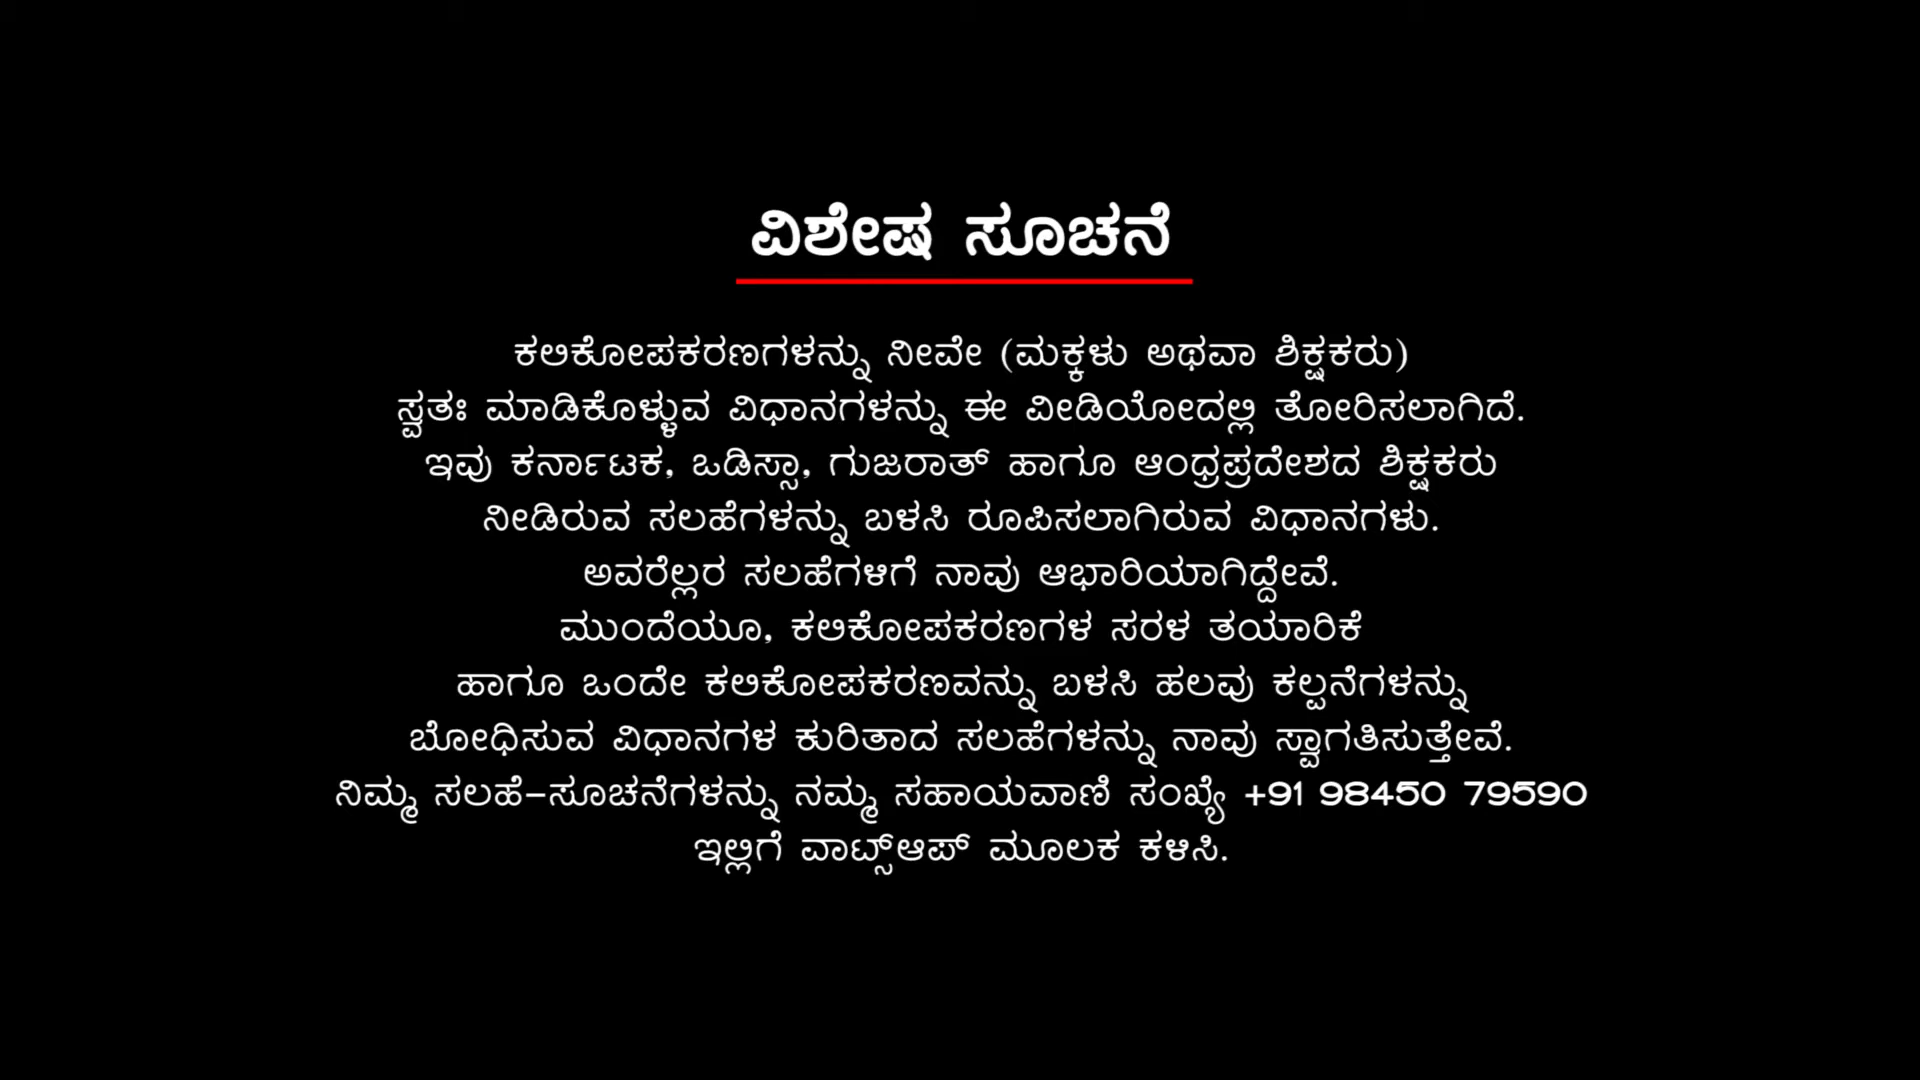 ವಿಶೇಷ ಸೂಚನೆ
ಕಲಿಕೋಪಕರಣಗಳನ್ನು ನೀವೇ (ಮಕ್ಕಳು ಅಥವಾ ಶಿಕ್ಷಕರು)
ಸ್ವತಃ ಮಾಡಿಕೊಳ್ಳುವ ವಿಧಾನಗಳನ್ನು ಈ ವೀಡಿಯೋದಲ್ಲಿ ತೋರಿಸಲಾಗಿದೆ.
ಇವು ಕರ್ನಾಟಕ, ಒಡಿಸ್ಸಾ, ಗುಜರಾತ್ ಹಾಗೂ ಆಂಧ್ರಪ್ರದೇಶದ ಶಿಕ್ಷಕರು
ನೀಡಿರುವ ಸಲಹೆಗಳನ್ನು ಬಳಸಿ ರೂಪಿಸಲಾಗಿರುವ ವಿಧಾನಗಳು.
ಅವರೆಲ್ಲರ ಸಲಹೆಗಳಿಗೆ ನಾವು ಆಭಾರಿಯಾಗಿದ್ದೇವೆ.
ಮುಂದೆಯೂ, ಕಲಿಕೋಪಕರಣಗಳ ಸರಳ ತಯಾರಿಕೆ
ಹಾಗೂ ಒಂದೇ ಕಲಿಕೋಪಕರಣವನ್ನು ಬಳಸಿ ಹಲವು ಕಲ್ಪನೆಗಳನ್ನು
ಬೋಧಿಸುವ ವಿಧಾನಗಳ ಕುರಿತಾದ ಸಲಹೆಗಳನ್ನು ನಾವು ಸ್ವಾಗತಿಸುತ್ತೇವೆ.
ನಿಮ್ಮ ಸಲಹೆ-ಸೂಚನೆಗಳನ್ನು ನಮ್ಮ ಸಹಾಯವಾಣಿ ಸಂಖ್ಯೆ +91 98450 79590
ಇಲ್ಲಿಗೆ ವಾಟ್ಸ್‌ಆಪ್ ಮೂಲಕ ಕಳಿಸಿ.